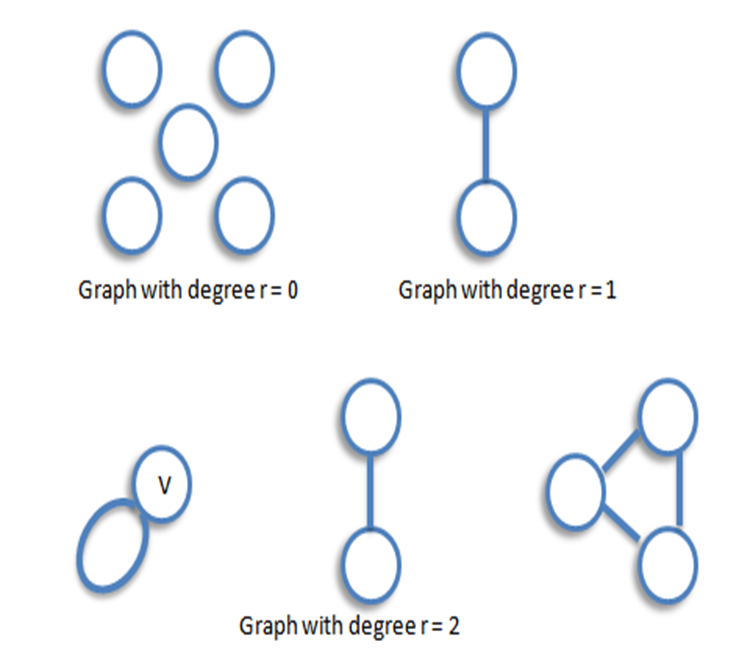 Graph with degree r = 0
Graph with degree r = 1
V
Graph with degree r = 2